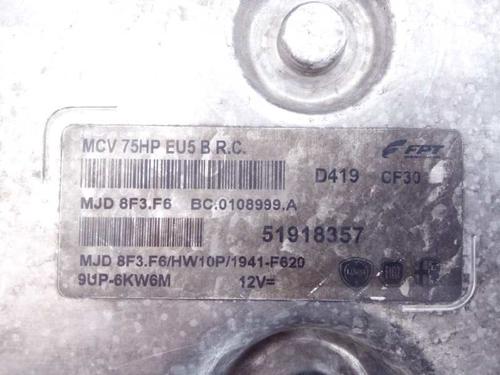 MCV 75HP EU5 B R.C.
FPT
D419 CF30
MJD 8F3.F6 BC.0108999.A
51918357
MJD 8F3.F6/HW10P/1941-F620
9UP-6KW6M 12V=